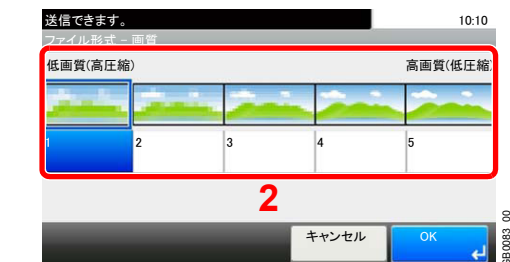 送信できます。 10:10
ファイル形式 - 画質
低画質(高圧縮) 高画質(低圧縮)
1 2 3 4 5
2
キャンセル OK
GB0083_00